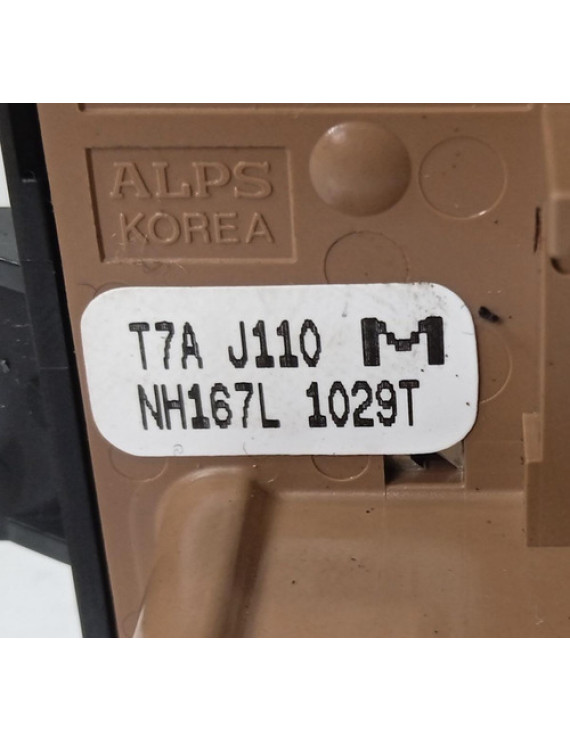 ALPS
KOREA
T7A J110 M
NH167L 1029T